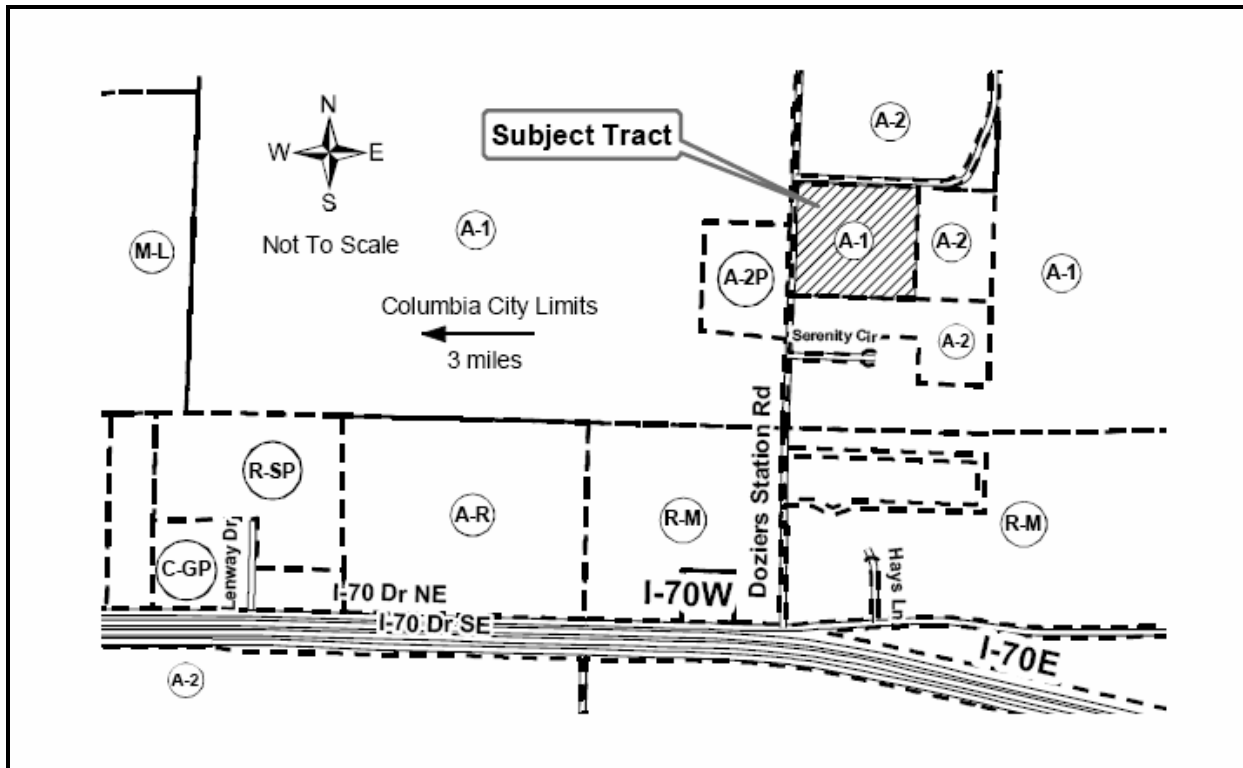 A-2
Subject Tract
N
W E
S
Not To Scale
A-1
M-L
A-1
A-2
A-1
A-2P
Columbia City Limits
3 miles
Serenity Cir
A-2
Doziers Station Rd
R-SP
A-R
R-M
R-M
C-GP
Lenway Dr
Hays Ln
I-70 Dr NE
I-70W
I-70 Dr SE
I-70E
A-2